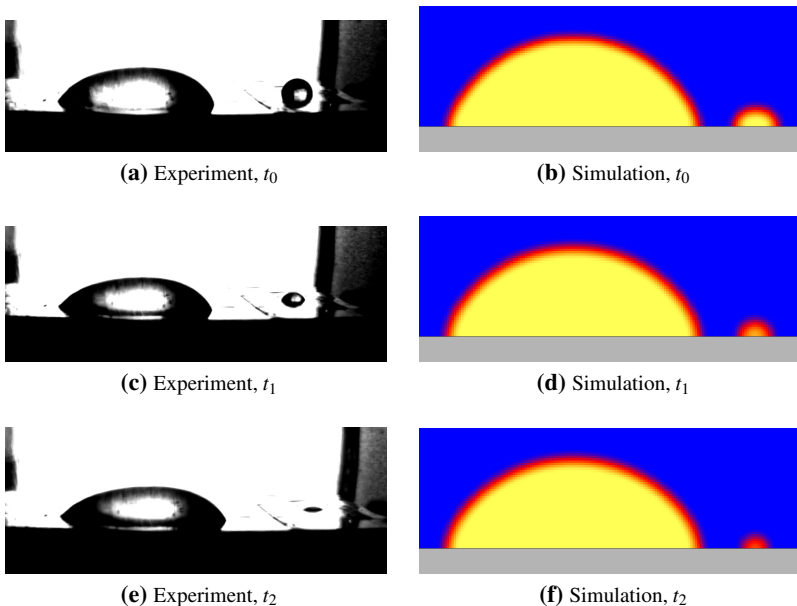 (a) Experiment, t0
(b) Simulation, t0
(c) Experiment, t1
(d) Simulation, t1
(e) Experiment, t2
(f) Simulation, t2